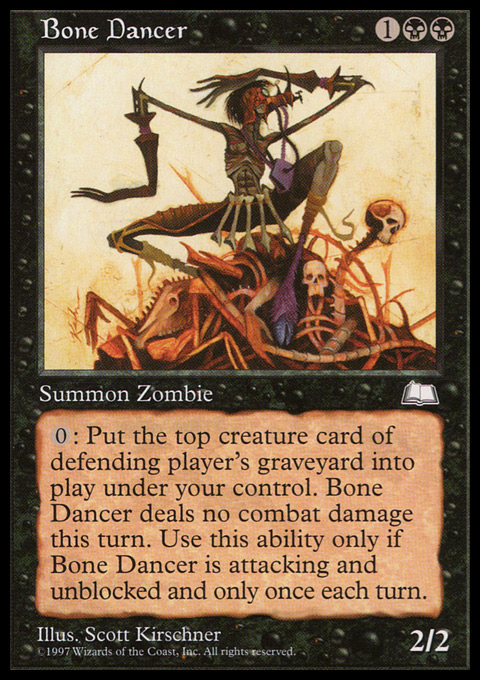 Bone Dancer 1
Summon Zombie
0: Put the top creature card of
defending player's graveyard into
play under your control. Bone
Dancer deals no combat damage
this turn. Use this ability only if
Bone Dancer is attacking and
unblocked and only once each turn.
Illus. Scott Kirschner
©1997 Wizards of the Coast, Inc. All rights reserved.
2/2